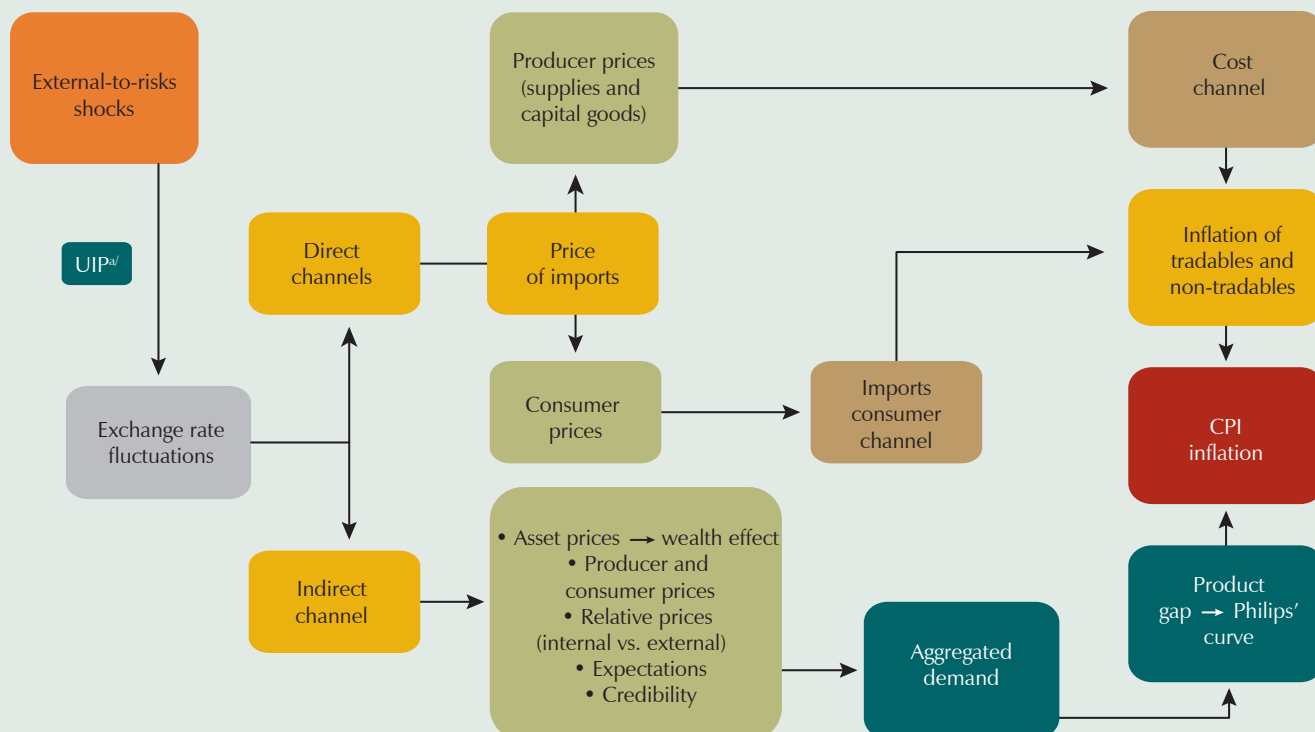 External-to-risks
shocks
UIPa/
Exchange rate
fluctuations
Direct
channels
Indirect
channel
Producer prices
(supplies and
capital goods)
Price
of imports
Consumer
prices
• Asset prices → wealth effect
• Producer and
consumer prices
• Relative prices
(internal vs. external)
• Expectations
• Credibility
Imports
consumer
channel
Aggregated
demand
Cost
channel
Inflation of
tradables and
non-tradables
CPI
inflation
Product
gap → Philips’
curve